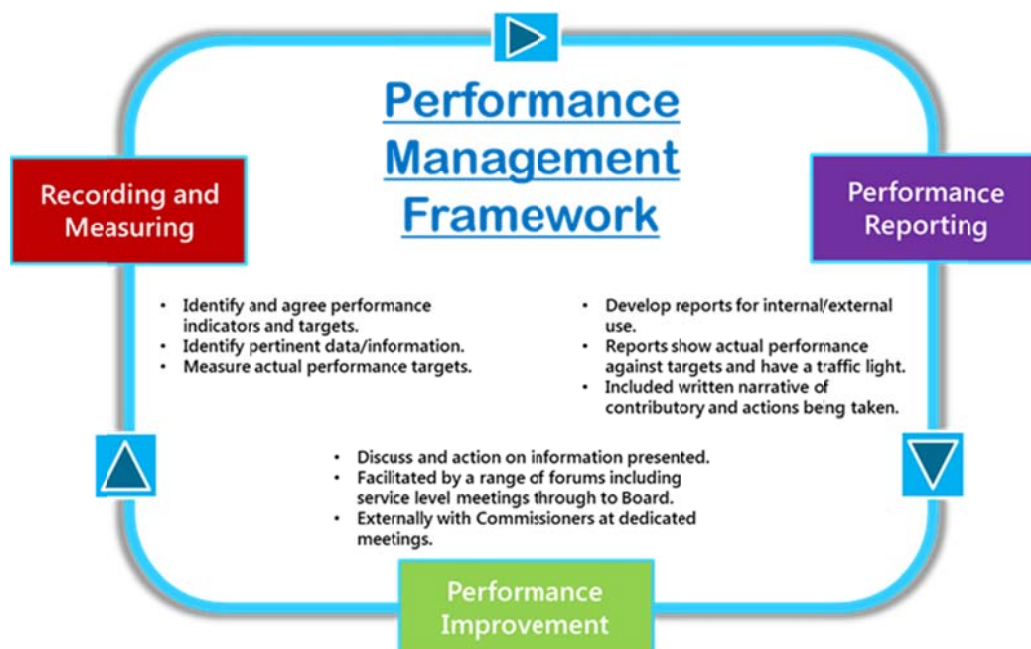 Performance
Management
Framework
Recording and
Measuring
Performance
Reporting
• Identify and agree performance
indicators and targets.
• Identify pertinent data/information.
• Measure actual performance targets.
• Develop reports for internal/external
use.
• Reports show actual performance
against targets and have a traffic light.
• Included written narrative of
contributory and actions being taken.
• Discuss and action on information presented.
• Facilitated by a range of forums including
service level meetings through to Board.
• Externally with Commissioners at dedicated
meetings.
Performance
Improvement